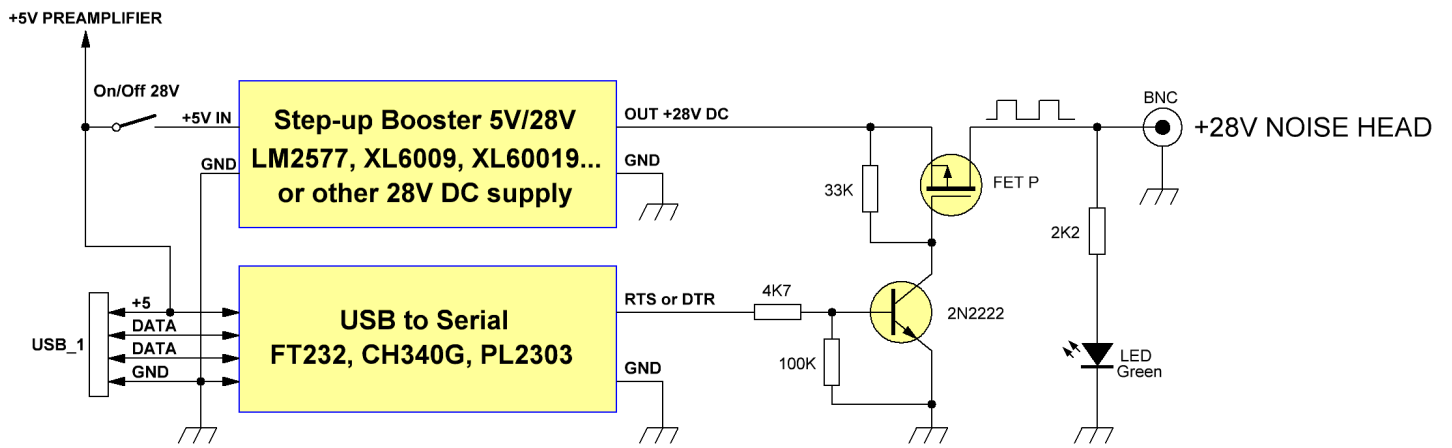 +5V PREAMPLIFIER
On/Off 28V
+5V IN
GND
Step-up Booster 5V/28V
LM2577, XL6009, XL60019...
or other 28V DC supply
OUT +28V DC
GND
33K
FET P
BNC
+28V NOISE HEAD
2K2
LED
Green
USB_1
+5
DATA
DATA
GND
USB to Serial
FT232, CH340G, PL2303
RTS or DTR
GND
4K7
100K
2N2222